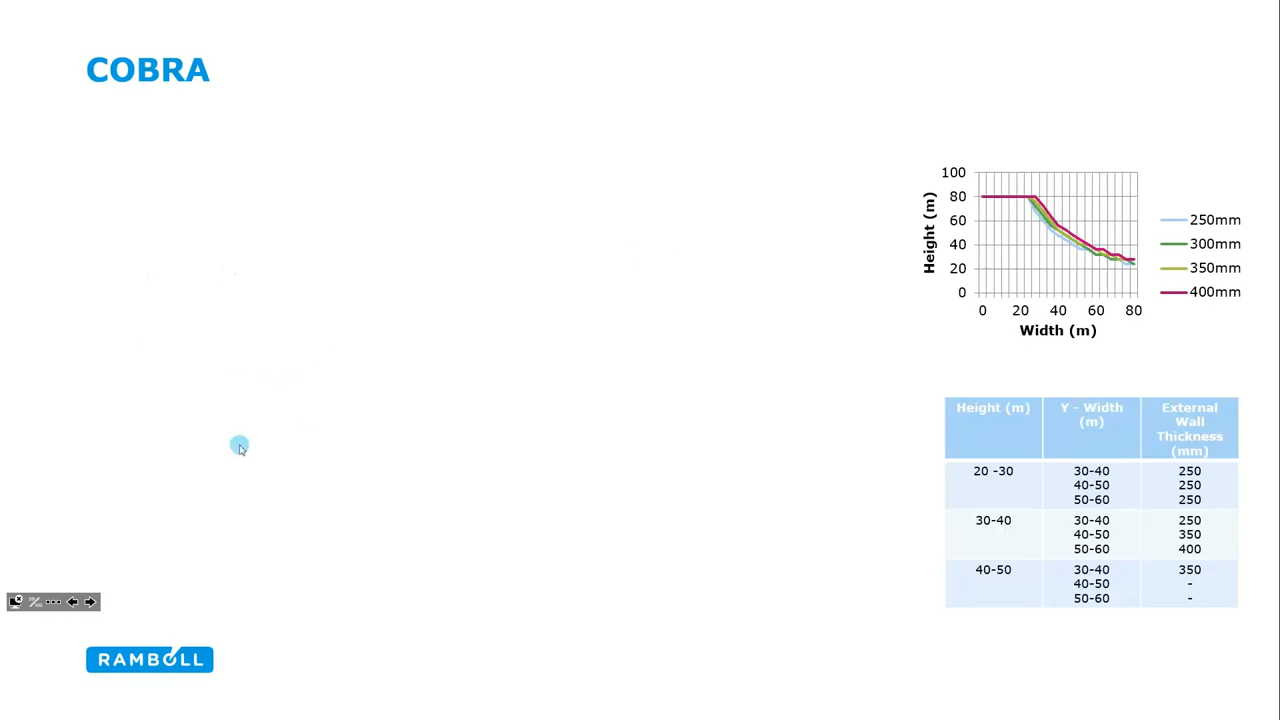 COBRA
100
80
60
40
20
0
Height (m)
0 20 40 60 80
Width (m)
250mm
300mm
350mm
400mm
Height (m) Y - Width (m) External Wall Thickness (mm)
20 -30 30-40 250
40-50 250
50-60 250
30-40 30-40 250
40-50 350
50-60 400
40-50 30-40 350
40-50 -
50-60 -
RAMBOLL